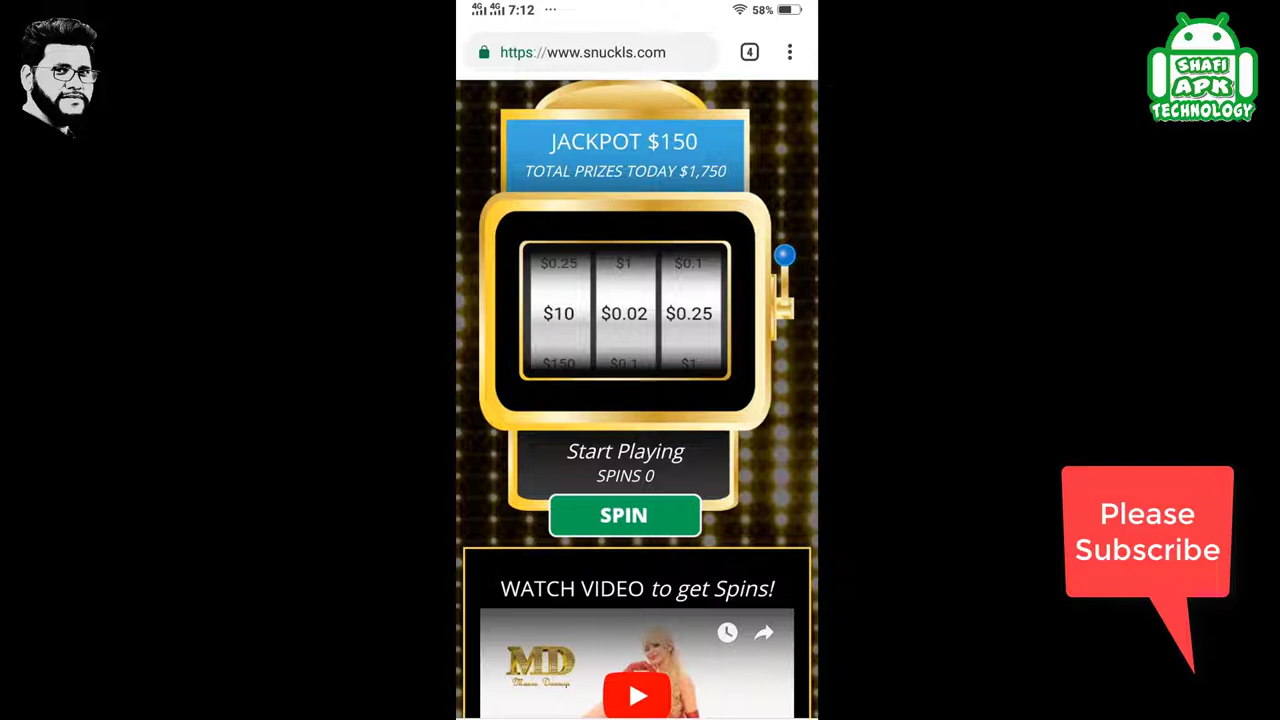 4G 4G 7:12 ...
58%
https://www.snuckls.com
4
SHAFI
APK
TECHNOLOGY
JACKPOT $150
TOTAL PRIZES TODAY $1,750
$0.25 $1 $0.1
$10 $0.02 $0.25
$150 $0.1 $1
Start Playing
SPINS 0
SPIN
Please
Subscribe
WATCH VIDEO to get Spins!
MD